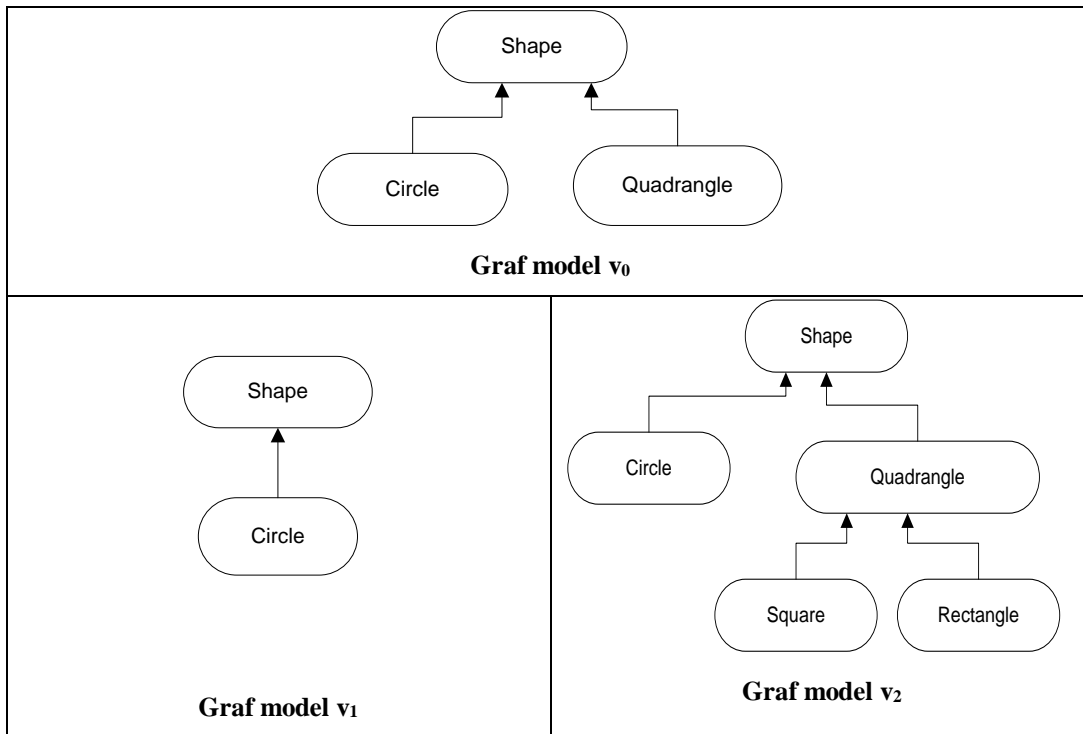 Shape
Circle
Quadrangle
Graf model v₀
Shape
Circle
Graf model v₁
Shape
Circle
Quadrangle
Square
Rectangle
Graf model v₂